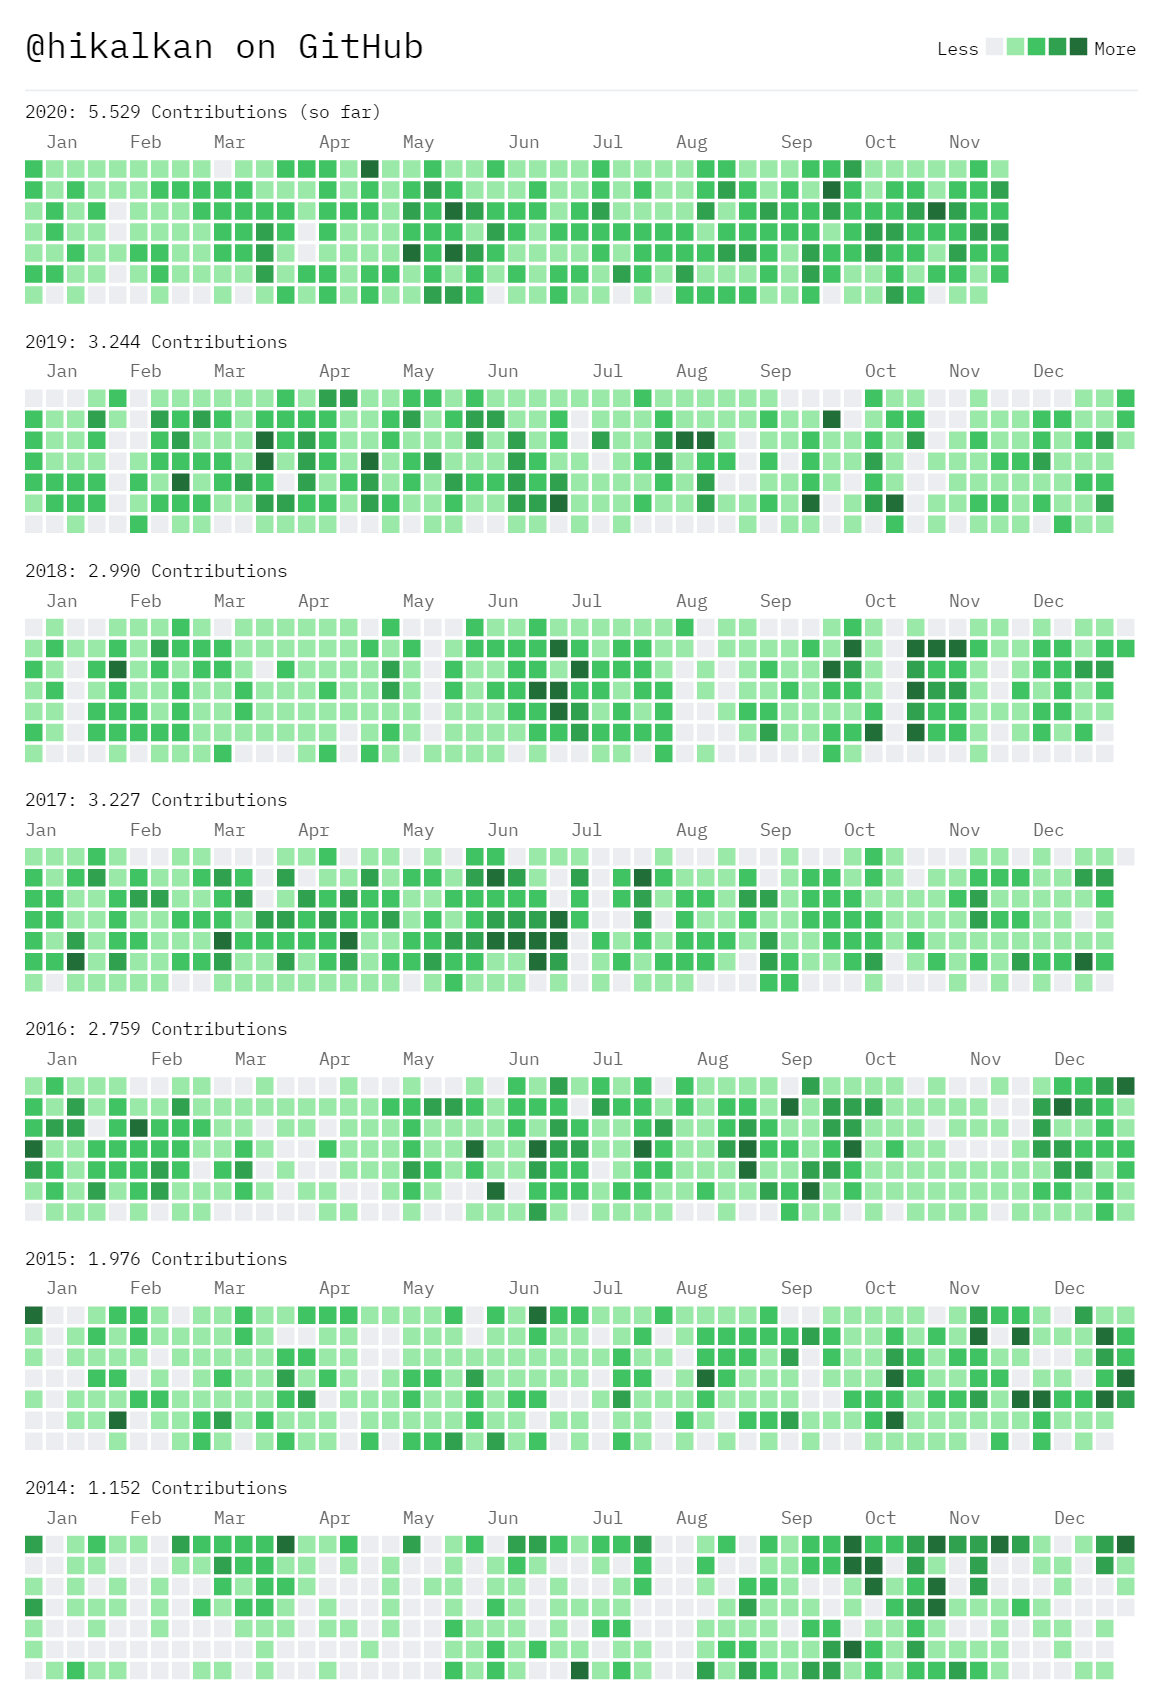 @hikalkan on GitHub
Less More
2020: 5.529 Contributions (so far)
Jan Feb Mar Apr May Jun Jul Aug Sep Oct Nov
2019: 3.244 Contributions
Jan Feb Mar Apr May Jun Jul Aug Sep Oct Nov Dec
2018: 2.990 Contributions
Jan Feb Mar Apr May Jun Jul Aug Sep Oct Nov Dec
2017: 3.227 Contributions
Jan Feb Mar Apr May Jun Jul Aug Sep Oct Nov Dec
2016: 2.759 Contributions
Jan Feb Mar Apr May Jun Jul Aug Sep Oct Nov Dec
2015: 1.976 Contributions
Jan Feb Mar Apr May Jun Jul Aug Sep Oct Nov Dec
2014: 1.152 Contributions
Jan Feb Mar Apr May Jun Jul Aug Sep Oct Nov Dec